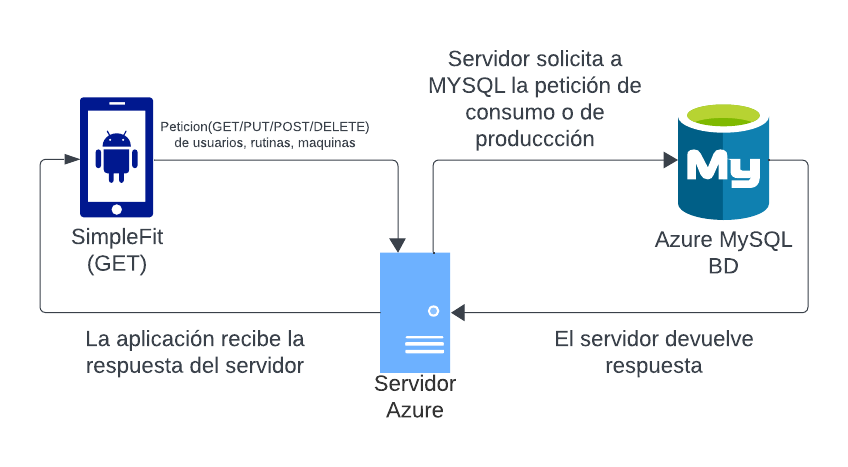 Servidor solicita a
MYSQL la petición de
consumo o de
produccción
Peticion(GET/PUT/POST/DELETE)
de usuarios, rutinas, maquinas
My
SimpleFit
(GET)
Azure MySQL
BD
La aplicación recibe la
respuesta del servidor
El servidor devuelve
respuesta
Servidor
Azure